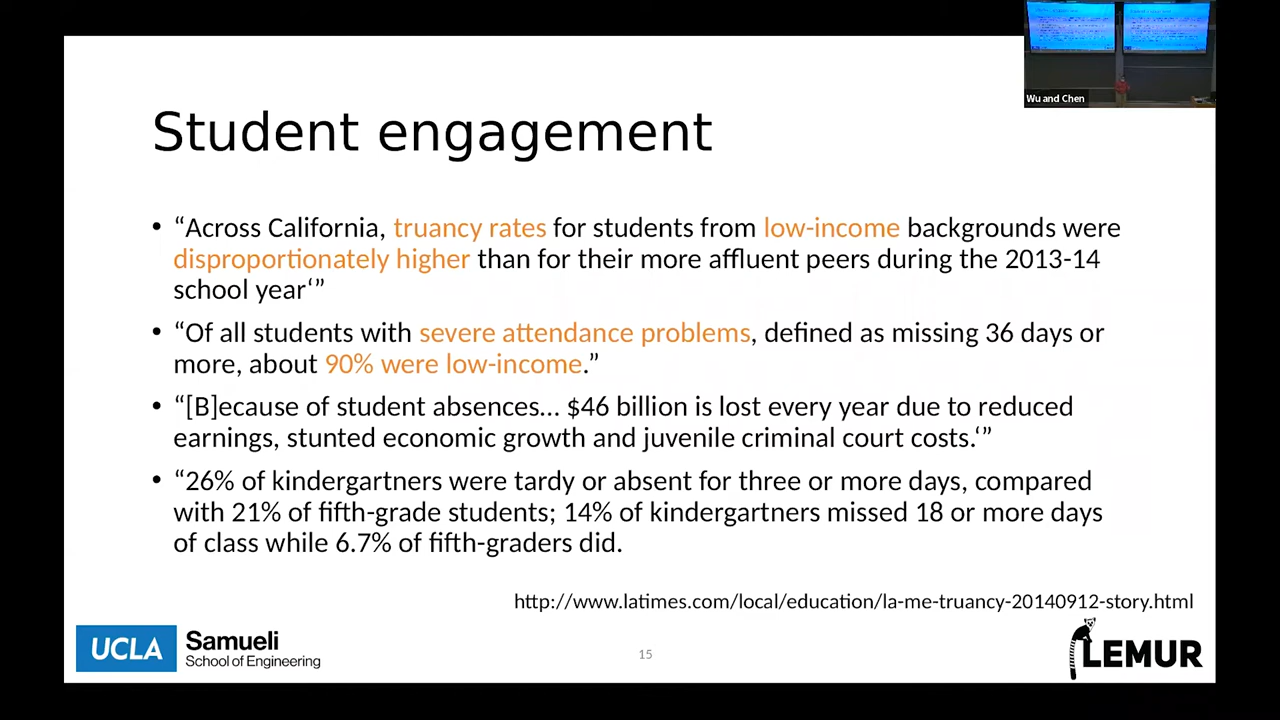 Wu and Chen
Student engagement
• “Across California, truancy rates for students from low-income backgrounds were
disproportionately higher than for their more affluent peers during the 2013-14
school year‘”
• “Of all students with severe attendance problems, defined as missing 36 days or
more, about 90% were low-income.”
• “[B]ecause of student absences... $46 billion is lost every year due to reduced
earnings, stunted economic growth and juvenile criminal court costs.‘”
• “26% of kindergartners were tardy or absent for three or more days, compared
with 21% of fifth-grade students; 14% of kindergartners missed 18 or more days
of class while 6.7% of fifth-graders did.
http://www.latimes.com/local/education/la-me-truancy-20140912-story.html
UCLA Samueli
School of Engineering
15
LEMUR